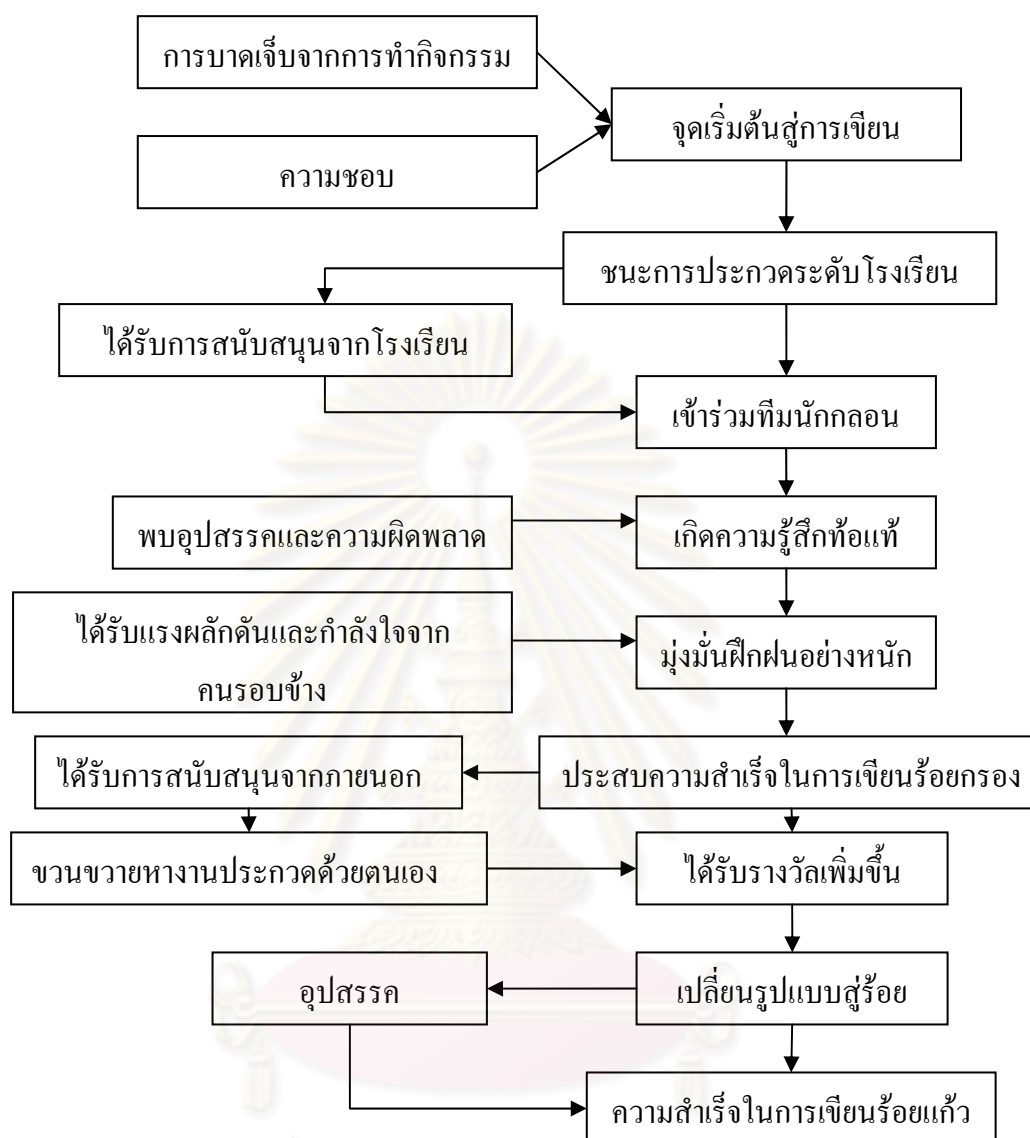 การบาดเจ็บจากการทำกิจกรรม
จุดเริ่มต้นสู่การเขียน
ความชอบ
ชนะการประกวดระดับโรงเรียน
ได้รับการสนับสนุนจากโรงเรียน
เข้าร่วมทีมนักกลอน
พบอุปสรรคและความผิดพลาด
เกิดความรู้สึกท้อแท้
ได้รับแรงผลักดันและกำลังใจจาก
คนรอบข้าง
มุ่งมั่นฝึกฝนอย่างหนัก
ได้รับการสนับสนุนจากภายนอก
ประสบความสำเร็จในการเขียนร้อยกรอง
ขวนขวายหางานประกวดด้วยตนเอง
ได้รับรางวัลเพิ่มขึ้น
อุปสรรค
เปลี่ยนรูปแบบสู่ร้อย
ความสำเร็จในการเขียนร้อยแก้ว